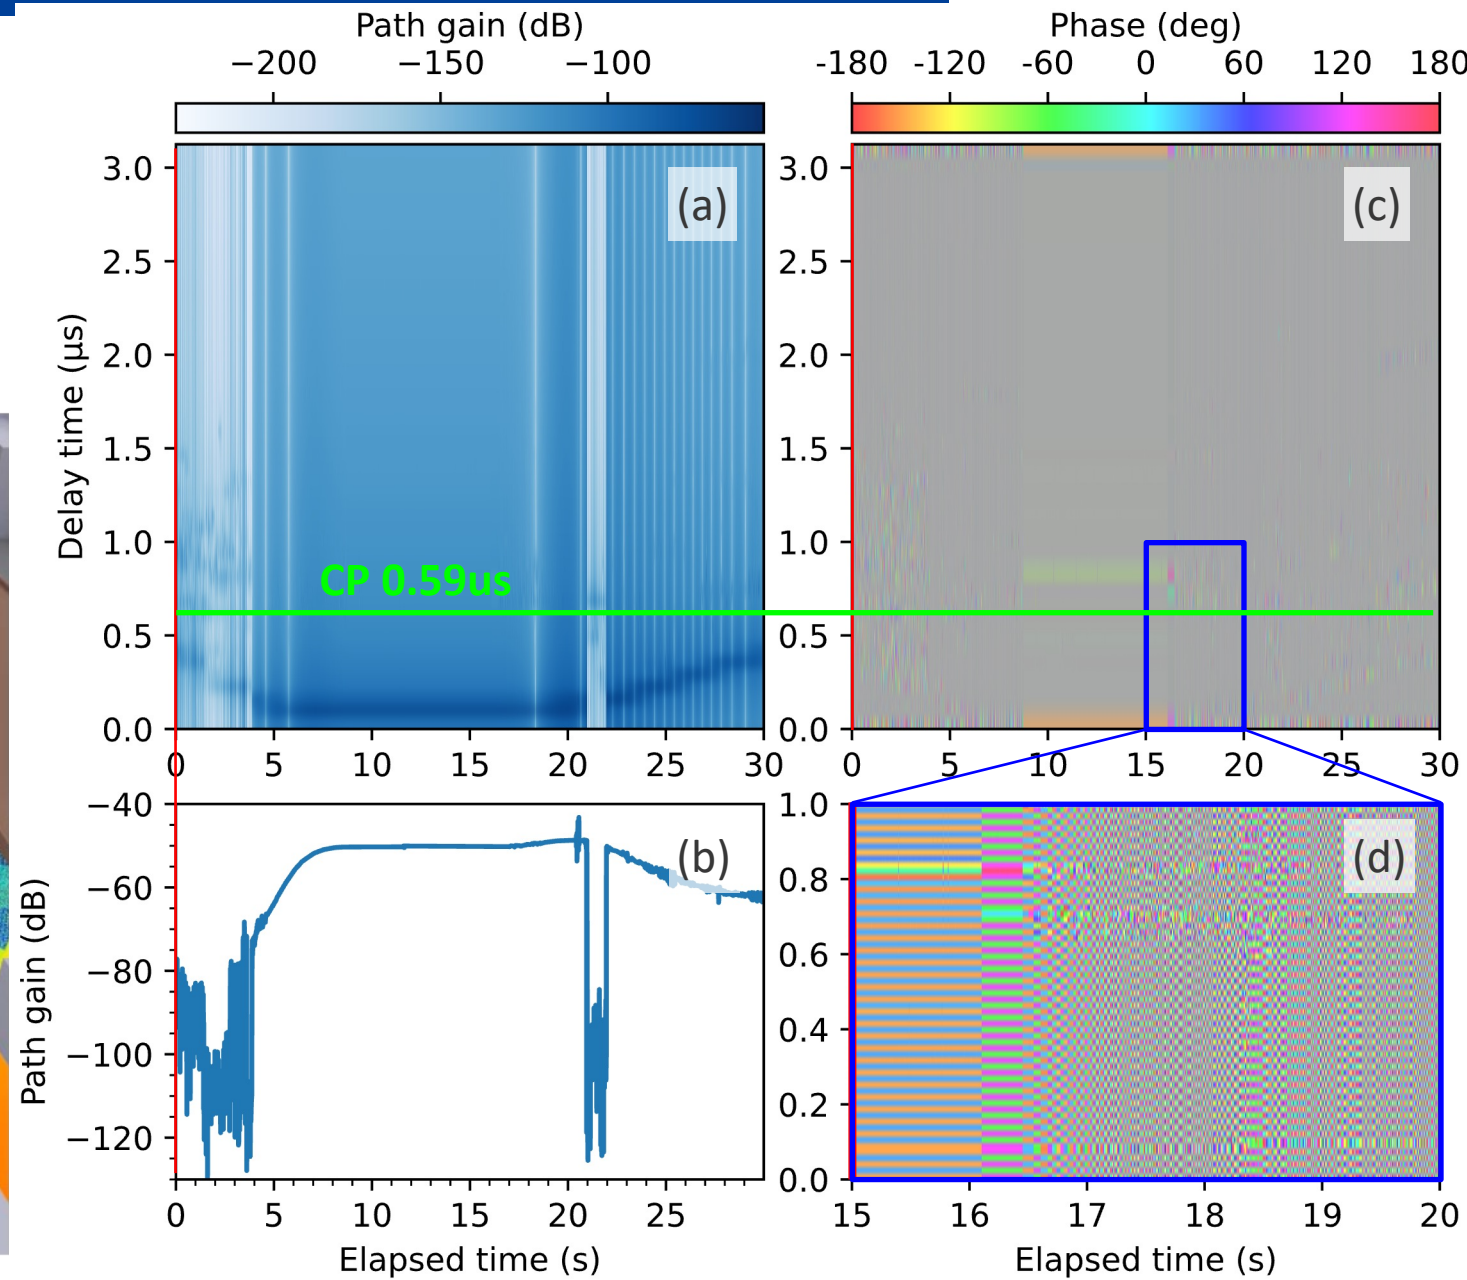 Path gain (dB)
−200 −150 −100
Phase (deg)
-180 -120 -60 0 60 120 180
Delay time (μs)
3.0
2.5
2.0
1.5
1.0
0.5
0.0
(a)
CP 0.59us
0 5 10 15 20 25 30
3.0
2.5
2.0
1.5
1.0
0.5
0.0
(c)
0 5 10 15 20 25 30
Path gain (dB)
−40
−60
−80
−100
−120
(b)
0 5 10 15 20 25
Elapsed time (s)
1.0
0.8
0.6
0.4
0.2
0.0
(d)
15 16 17 18 19 20
Elapsed time (s)